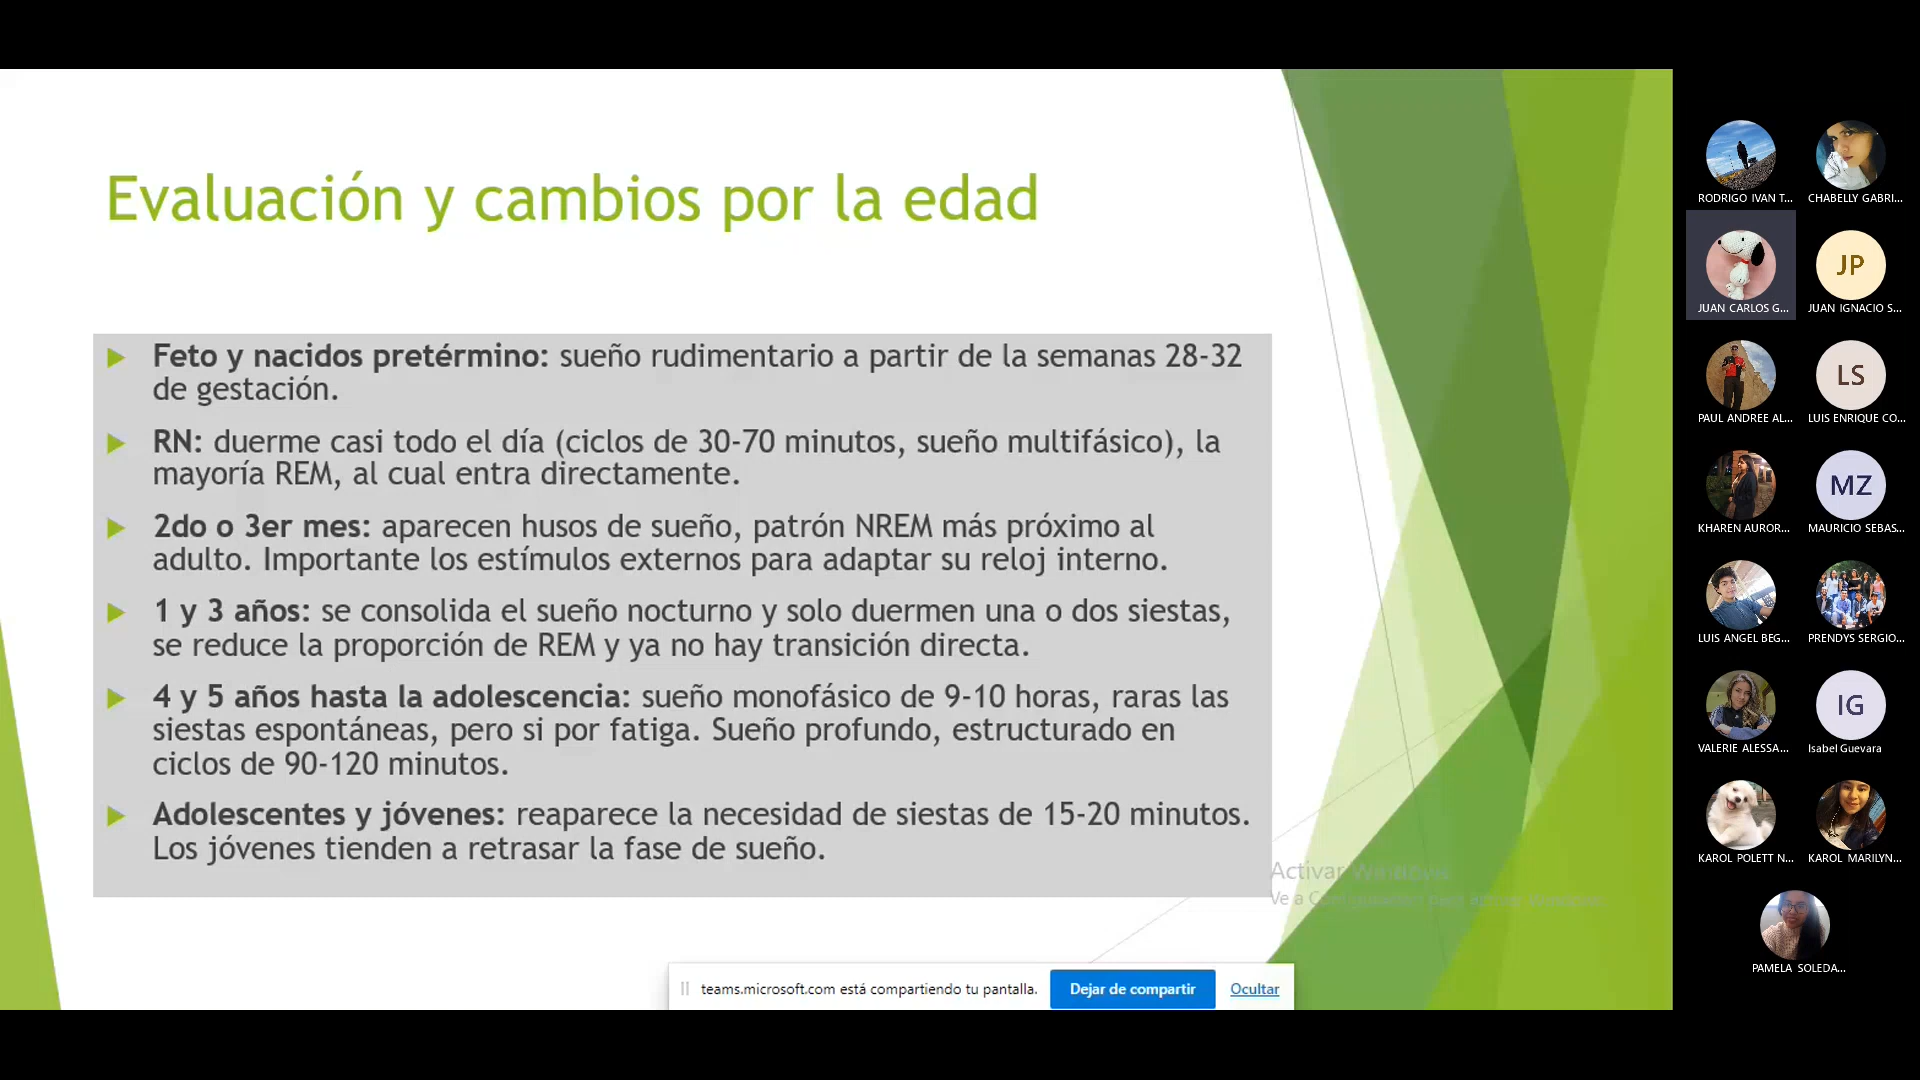 Evaluación y cambios por la edad
Feto y nacidos pretérmino: sueño rudimentario a partir de la semanas 28-32
de gestación.
RN: duerme casi todo el día (ciclos de 30-70 minutos, sueño multifásico), la
mayoría REM, al cual entra directamente.
2do o 3er mes: aparecen husos de sueño, patrón NREM más próximo al
adulto. Importante los estímulos externos para adaptar su reloj interno.
1 y 3 años: se consolida el sueño nocturno y solo duermen una o dos siestas,
se reduce la proporción de REM y ya no hay transición directa.
4 y 5 años hasta la adolescencia: sueño monofásico de 9-10 horas, raras las
siestas espontáneas, pero si por fatiga. Sueño profundo, estructurado en
ciclos de 90-120 minutos.
Adolescentes y jóvenes: reaparece la necesidad de siestas de 15-20 minutos.
Los jóvenes tienden a retrasar la fase de sueño.
Activar Windows
Ve a
teams.microsoft.com está compartiendo tu pantalla.
Dejar de compartir
Ocultar
RODRIGO IVAN T...
CHABELLY GABRI...
JUAN CARLOS G...
JP
JUAN IGNACIO S...
PAUL ANDREE AL...
LS
LUIS ENRIQUE CO...
KHAREN AUROR...
MZ
MAURICIO SEBAS...
LUIS ANGEL BEG...
PRENDYS SERGIO...
VALERIE ALESSA...
IG
Isabel Guevara
KAROL POLETT N...
KAROL MARILYN...
PAMELA SOLEDA...